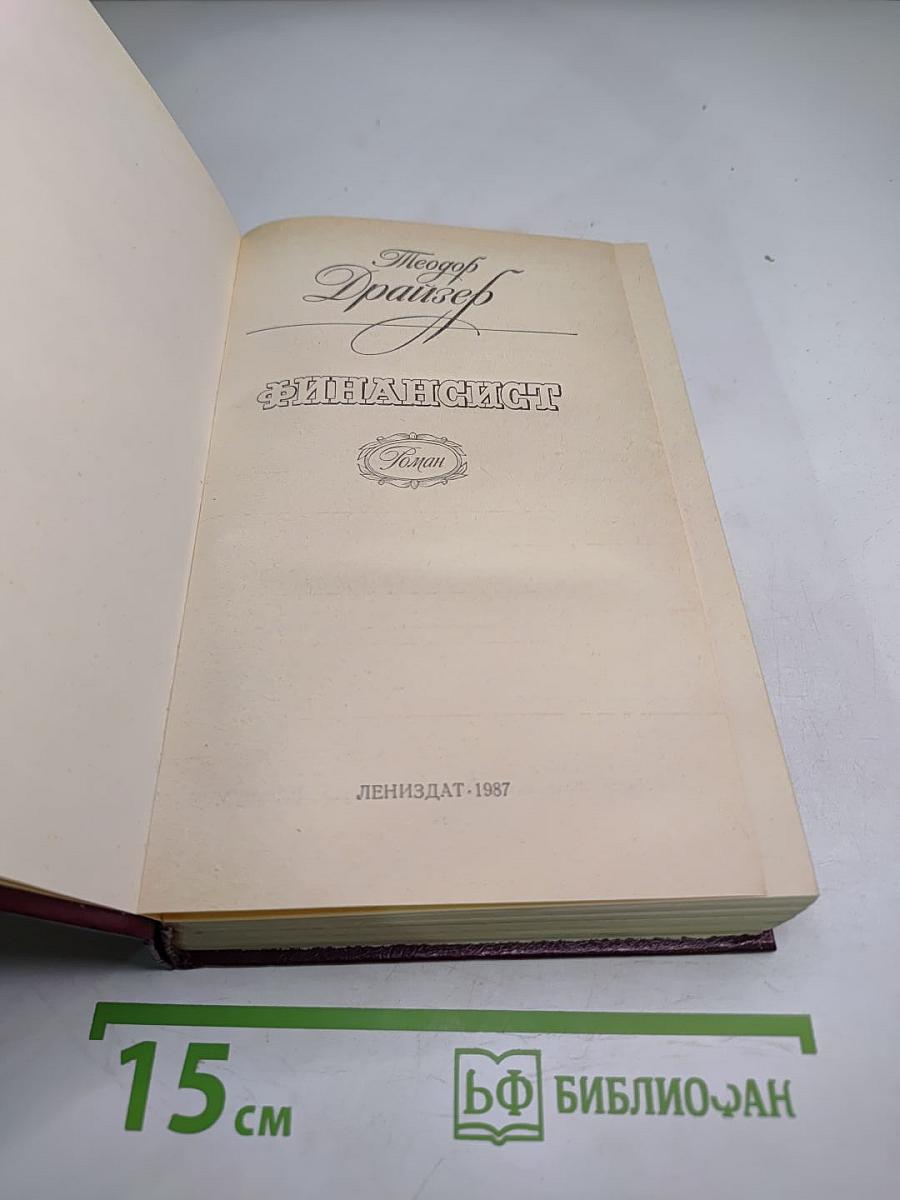 Теодор
Драйзер
ФИНАНСИСТ
Роман
ЛЕНИЗДАТ·1987
15 см
БФ БИБЛИОФАН